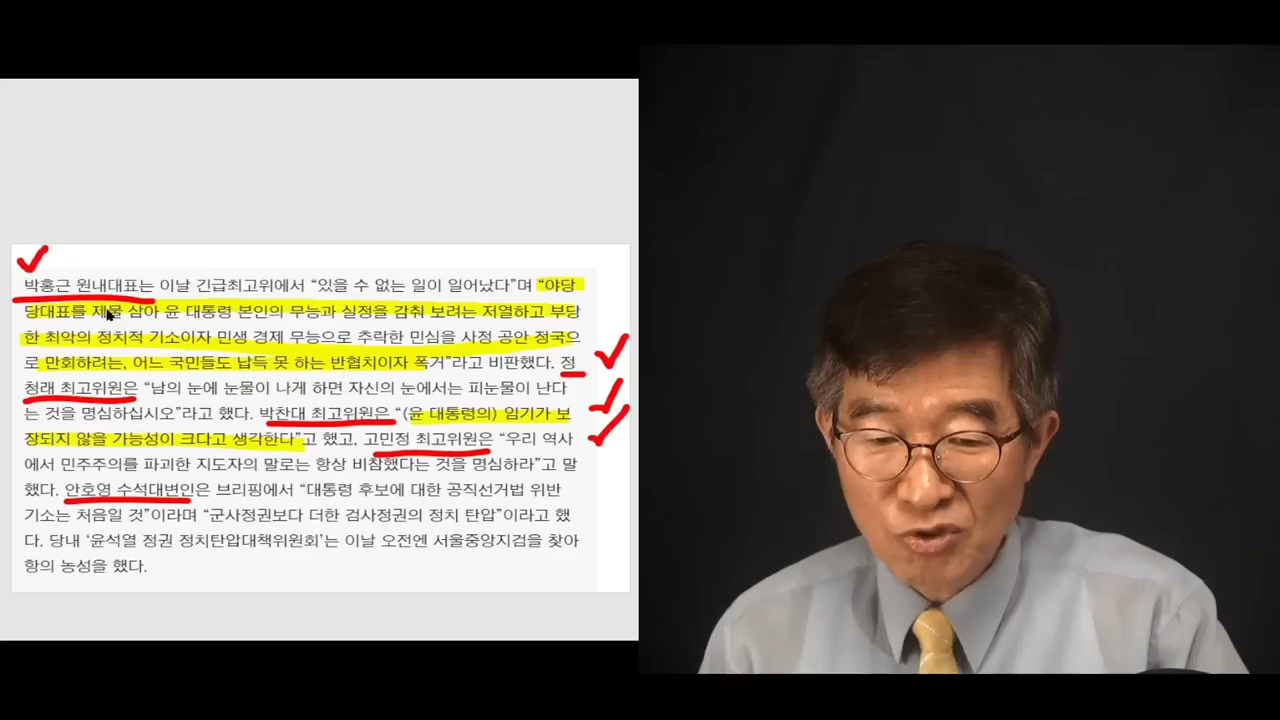 박홍근 원내대표는 이날 긴급최고위에서 “있을 수 없는 일이 일어났다”며 “야당
당대표를 제물 삼아 윤 대통령 본인의 무능과 실정을 감춰 보려는 저열하고 부당
한 최악의 정치적 기소이자 민생 경제 무능으로 추락한 민심을 사정 공안 정국으
로 만회하려는, 어느 국민들도 납득 못 하는 반협치이자 폭거”라고 비판했다. 정
청래 최고위원은 “남의 눈에 눈물이 나게 하면 자신의 눈에서는 피눈물이 난다
는 것을 명심하십시오”라고 했다. 박찬대 최고위원은 “(윤 대통령의) 임기가 보
장되지 않을 가능성이 크다고 생각한다”고 했고, 고민정 최고위원은 “우리 역사
에서 민주주의를 파괴한 지도자의 말로는 항상 비참했다는 것을 명심하라”고 말
했다. 안호영 수석대변인은 브리핑에서 “대통령 후보에 대한 공직선거법 위반
기소는 처음일 것”이라며 “군사정권보다 더한 검사정권의 정치 탄압”이라고 했
다. 당내 ‘윤석열 정권 정치탄압대책위원회’는 이날 오전엔 서울중앙지검을 찾아
항의 농성을 했다.